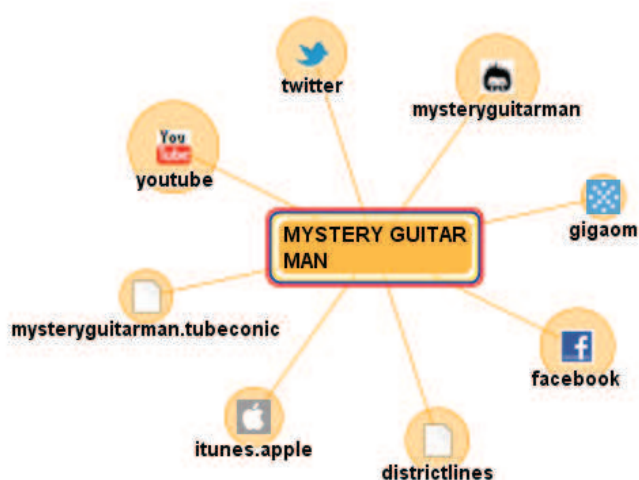 twitter
mysteryguitarman
You
Tube
youtube
gigaom
MYSTERY GUITAR
MAN
mysteryguitarman.tubeconic
facebook
itunes.apple
districtlines